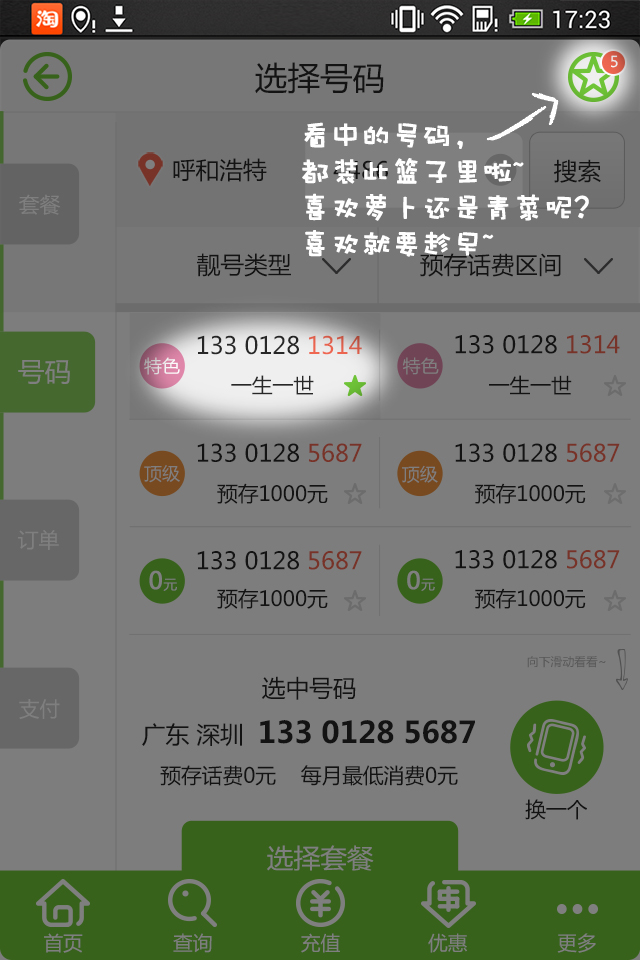 淘
17:23
选择号码
5
看中的号码，
都装此篮子里啦~
喜欢萝卜还是青菜呢？
喜欢就要趁早~
呼和浩特
搜索
靓号类型
预存话费区间
套餐
号码
订单
支付
特色
133 0128 1314
一生一世
特色
133 0128 1314
一生一世
顶级
133 0128 5687
预存1000元
顶级
133 0128 5687
预存1000元
0元
133 0128 5687
预存1000元
0元
133 0128 5687
预存1000元
向下滑动看看~
选中号码
广东 深圳 133 0128 5687
预存话费0元 每月最低消费0元
换一个
选择套餐
首页
查询
充值
优惠
更多